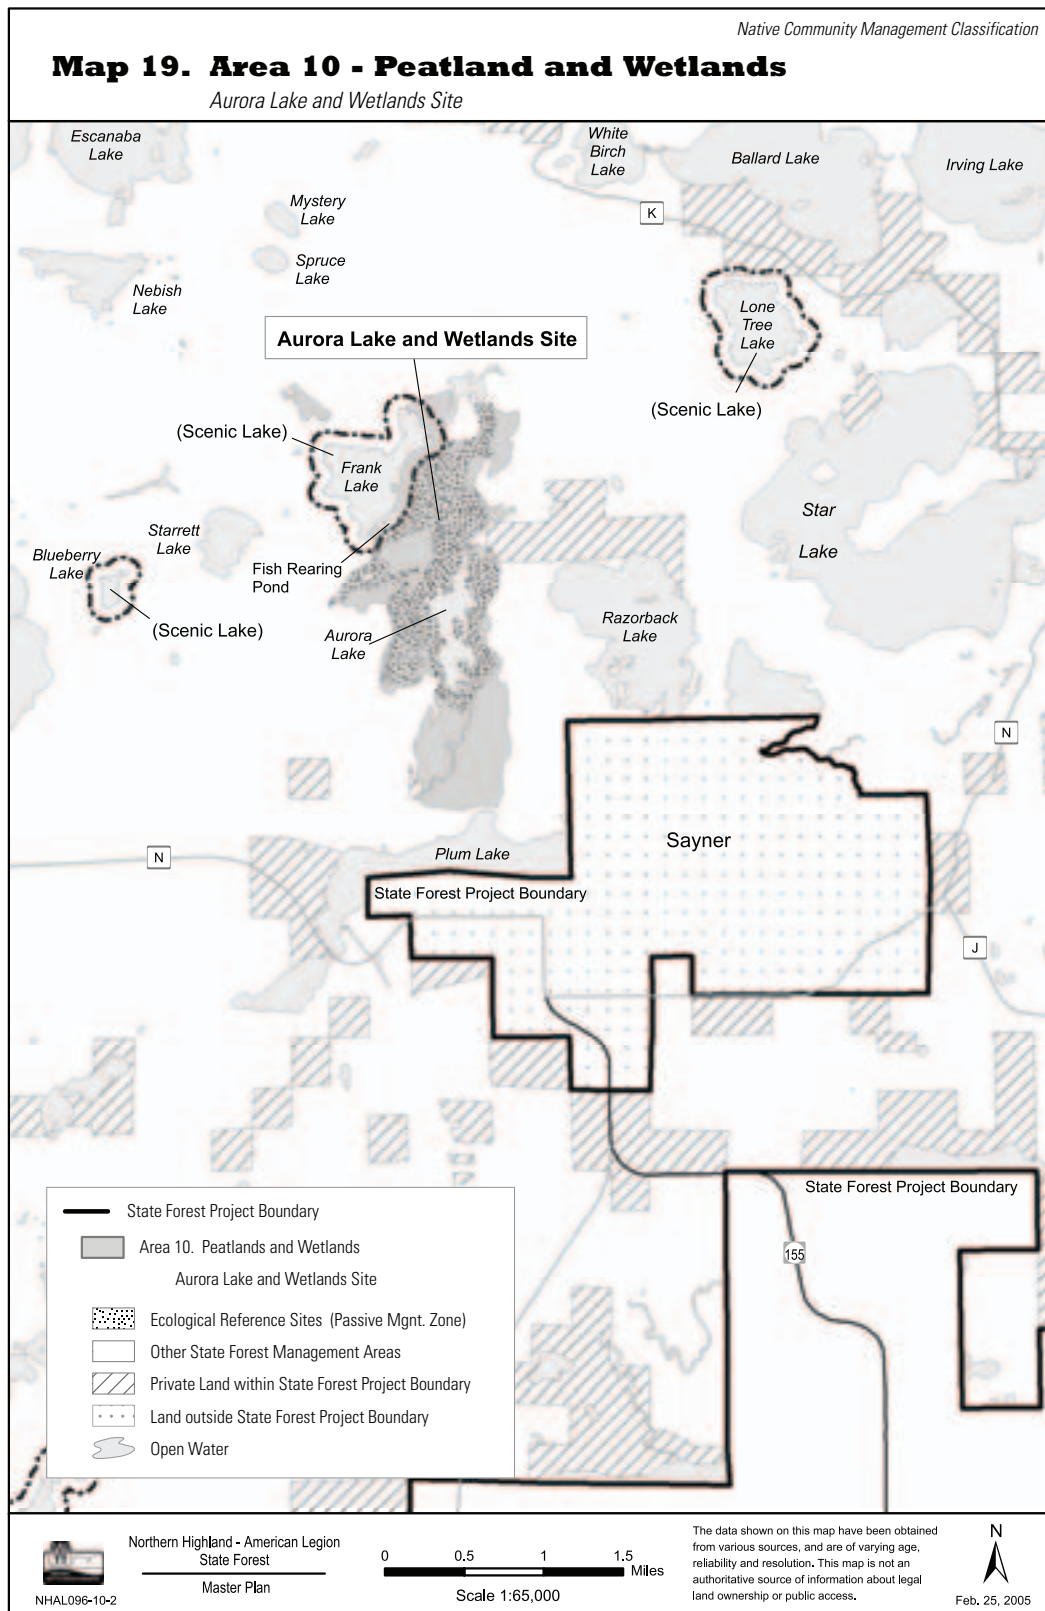 Native Community Management Classification
Map 19. Area 10 - Peatland and Wetlands
Aurora Lake and Wetlands Site
Escanaba
Lake
White
Birch
Lake
Ballard Lake
Irving Lake
Mystery
Lake
K
Spruce
Lake
Nebish
Lake
Lone
Tree
Lake
Aurora Lake and Wetlands Site
(Scenic Lake)
(Scenic Lake)
Frank
Lake
Star
Lake
Starrett
Lake
Blueberry
Lake
Fish Rearing
Pond
(Scenic Lake)
Aurora
Lake
Razorback
Lake
N
Sayner
N
Plum Lake
State Forest Project Boundary
J
State Forest Project Boundary
155
State Forest Project Boundary
Area 10. Peatlands and Wetlands
Aurora Lake and Wetlands Site
Ecological Reference Sites (Passive Mgnt. Zone)
Other State Forest Management Areas
Private Land within State Forest Project Boundary
Land outside State Forest Project Boundary
Open Water
NHAL096-10-2
Northern Highland - American Legion
State Forest
Master Plan
0 0.5 1 1.5
Miles
Scale 1:65,000
The data shown on this map have been obtained
from various sources, and are of varying age,
reliability and resolution. This map is not an
authoritative source of information about legal
land ownership or public access.
N
Feb. 25, 2005